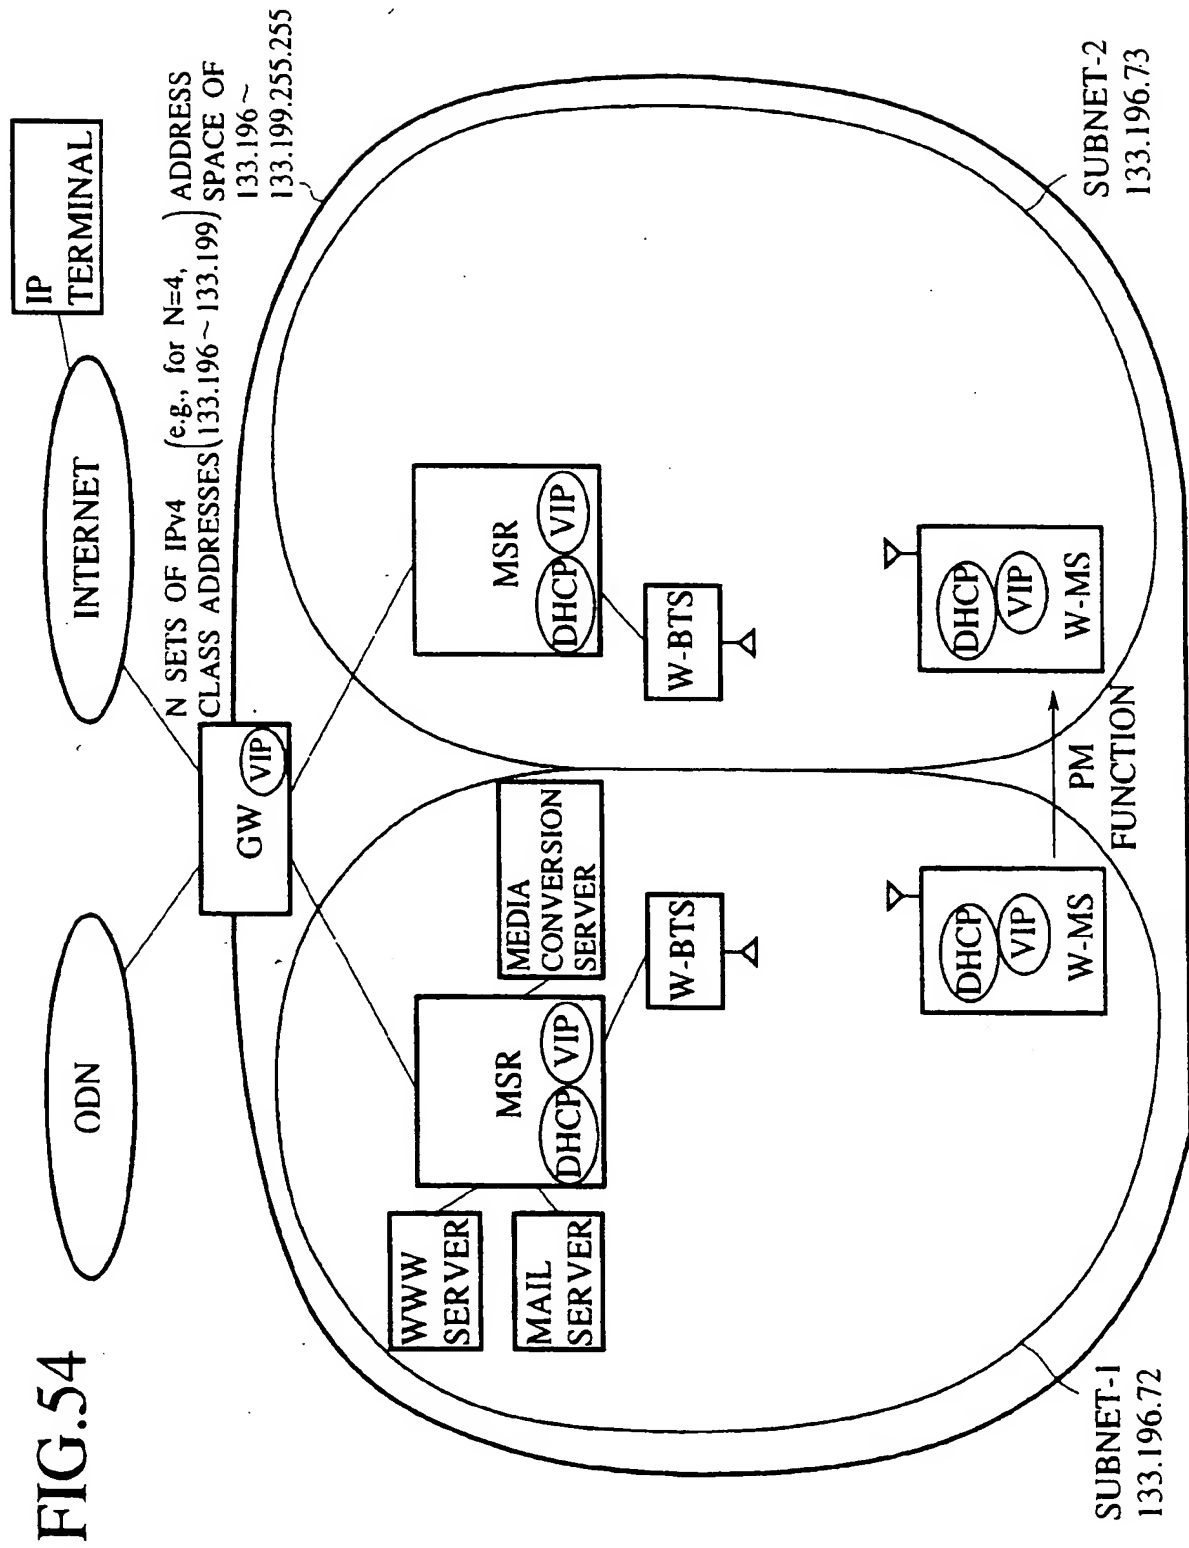 FIG.54
ODN
INTERNET
IP
TERMINAL
GW
VIP
N SETS OF IPv4
CLASS ADDRESSES
(e.g., for N=4,
133.196~133.199)
ADDRESS
SPACE OF
133.196~
133.199.255.255
WWW
SERVER
MAIL
SERVER
MSR
DHCP
VIP
MEDIA
CONVERSION
SERVER
W-BTS
MSR
DHCP
VIP
W-BTS
DHCP
VIP
W-MS
PM
FUNCTION
DHCP
VIP
W-MS
SUBNET-1
133.196.72
SUBNET-2
133.196.73